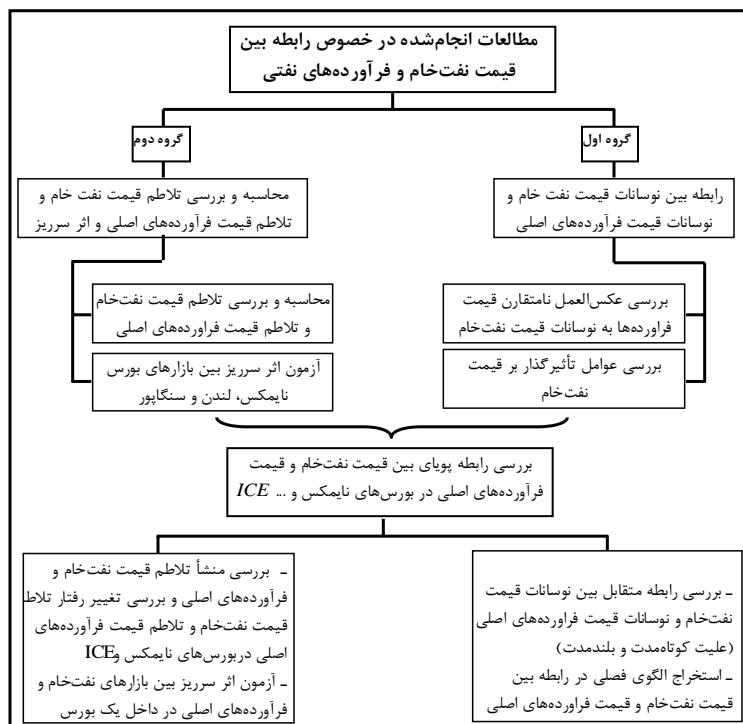 مطالعات انجام‌شده در خصوص رابطه بین
قیمت نفت‌خام و فرآورده‌های نفتی
گروه اول
گروه دوم
رابطه بین نوسانات قیمت نفت خام و
نوسانات قیمت فرآورده‌های اصلی
محاسبه و بررسی تلاطم قیمت نفت خام و
تلاطم قیمت فرآورده‌های اصلی و اثر سرریز
بررسی عکس‌العمل نامتقارن قیمت
فراورده‌ها به نوسانات قیمت نفت‌خام
محاسبه و بررسی تلاطم قیمت نفت‌خام
و تلاطم قیمت فراورده‌های اصلی
بررسی عوامل تأثیرگذار بر قیمت
نفت‌خام
آزمون اثر سرریز بین بازارهای بورس
نایمکس، لندن و سنگاپور
بررسی رابطه پویای بین قیمت نفت‌خام و قیمت
فرآورده‌های اصلی در بورس‌های نایمکس و ... ICE
ـ بررسی رابطه متقابل بین نوسانات قیمت
نفت‌خام و نوسانات قیمت فراورده‌های اصلی
(علیت کوتاه‌مدت و بلندمدت)
ـ استخراج الگوی فصلی در رابطه بین
قیمت نفت‌خام و قیمت فراورده‌های اصلی
ـ بررسی منشأ تلاطم قیمت نفت‌خام و
فرآورده‌های اصلی و بررسی تغییر رفتار تلاط
قیمت نفت‌خام و تلاطم قیمت فرآورده‌های
اصلی دربورس‌های نایمکس وICE
ـ آزمون اثر سرریز بین بازارهای نفت‌خام و
فرآورده‌های اصلی در داخل یک بورس